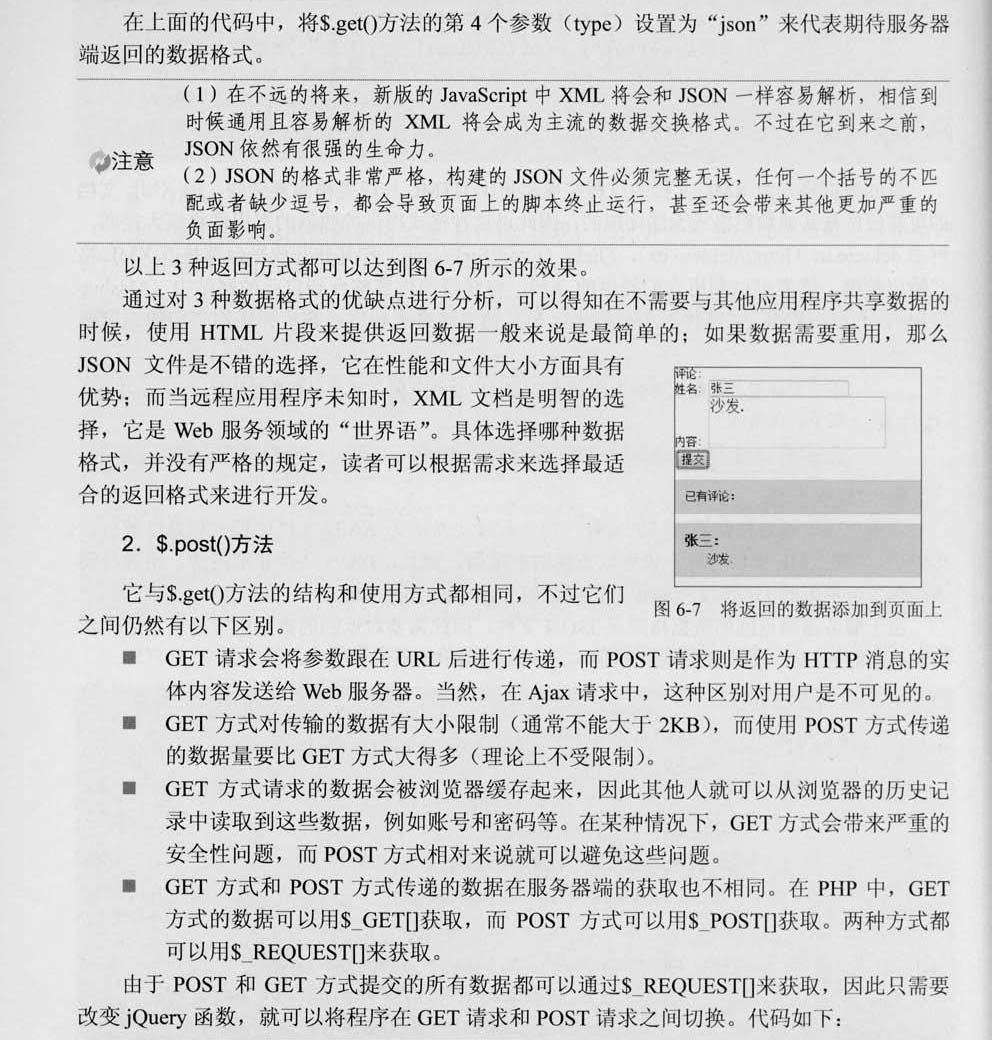 在上面的代码中，将$.get()方法的第 4 个参数（type）设置为“json”来代表期待服务器
端返回的数据格式。
注意
（1）在不远的将来，新版的 JavaScript 中 XML 将会和 JSON 一样容易解析，相信到
时候通用且容易解析的 XML 将会成为主流的数据交换格式。不过在它到来之前，
JSON 依然有很强的生命力。
（2）JSON 的格式非常严格，构建的 JSON 文件必须完整无误，任何一个括号的不匹
配或者缺少逗号，都会导致页面上的脚本终止运行，甚至还会带来其他更加严重的
负面影响。
以上 3 种返回方式都可以达到图 6-7 所示的效果。
通过对 3 种数据格式的优缺点进行分析，可以得知在不需要与其他应用程序共享数据的
时候，使用 HTML 片段来提供返回数据一般来说是最简单的；如果数据需要重用，那么
JSON 文件是不错的选择，它在性能和文件大小方面具有
优势；而当远程应用程序未知时，XML 文档是明智的选
择，它是 Web 服务领域的“世界语”。具体选择哪种数据
格式，并没有严格的规定，读者可以根据需求来选择最适
合的返回格式来进行开发。
评论:
姓名: 张三
沙发.
内容:
提交
已有评论：
张三：
沙发.
图 6-7 将返回的数据添加到页面上
2．$.post()方法
它与$.get()方法的结构和使用方式都相同，不过它们
之间仍然有以下区别。
■ GET 请求会将参数跟在 URL 后进行传递，而 POST 请求则是作为 HTTP 消息的实
体内容发送给 Web 服务器。当然，在 Ajax 请求中，这种区别对用户是不可见的。
■ GET 方式对传输的数据有大小限制（通常不能大于 2KB），而使用 POST 方式传递
的数据量要比 GET 方式大得多（理论上不受限制）。
■ GET 方式请求的数据会被浏览器缓存起来，因此其他人就可以从浏览器的历史记
录中读取到这些数据，例如账号和密码等。在某种情况下，GET 方式会带来严重的
安全性问题，而 POST 方式相对来说就可以避免这些问题。
■ GET 方式和 POST 方式传递的数据在服务器端的获取也不相同。在 PHP 中，GET
方式的数据可以用$_GET[]获取，而 POST 方式可以用$_POST[]获取。两种方式都
可以用$_REQUEST[]来获取。
由于 POST 和 GET 方式提交的所有数据都可以通过$_REQUEST[]来获取，因此只需要
改变 jQuery 函数，就可以将程序在 GET 请求和 POST 请求之间切换。代码如下：